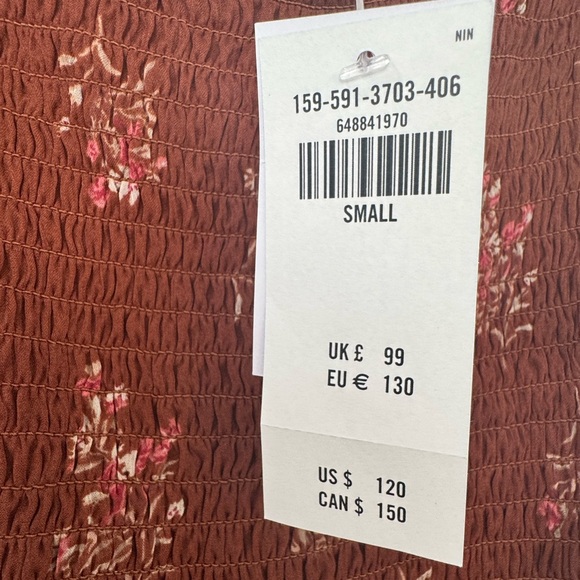 NIN
159-591-3703-406
648841970
SMALL
UK £ 99
EU € 130
US $ 120
CAN $ 150